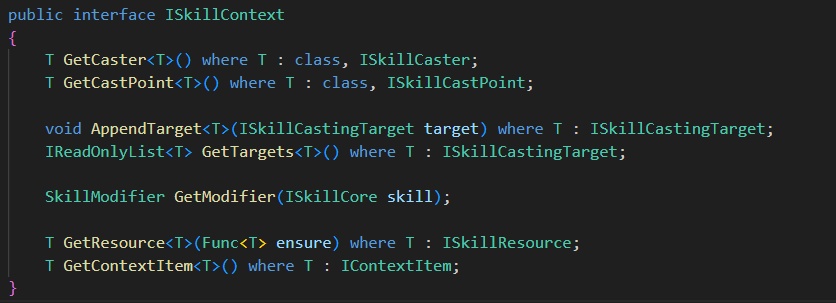 public interface ISkillContext
{
T GetCaster<T>() where T : class, ISkillCaster;
T GetCastPoint<T>() where T : class, ISkillCastPoint;
void AppendTarget<T>(ISkillCastingTarget target) where T : ISkillCastingTarget;
IReadOnlyList<T> GetTargets<T>() where T : ISkillCastingTarget;
SkillModifier GetModifier(ISkillCore skill);
T GetResource<T>(Func<T> ensure) where T : ISkillResource;
T GetContextItem<T>() where T : IContextItem;
}